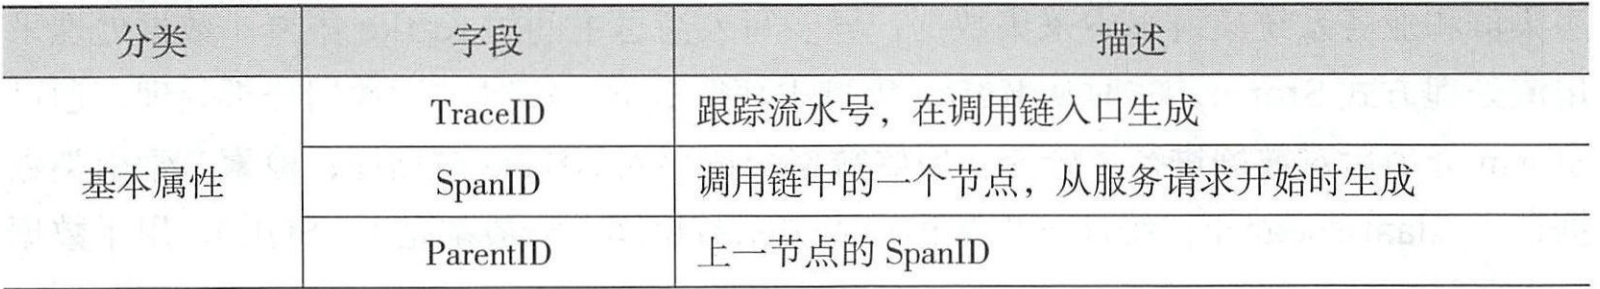 分类 字段 描述
TraceID 跟踪流水号，在调用链入口生成
基本属性 SpanID 调用链中的一个节点，从服务请求开始时生成
ParentID 上一节点的 SpanID